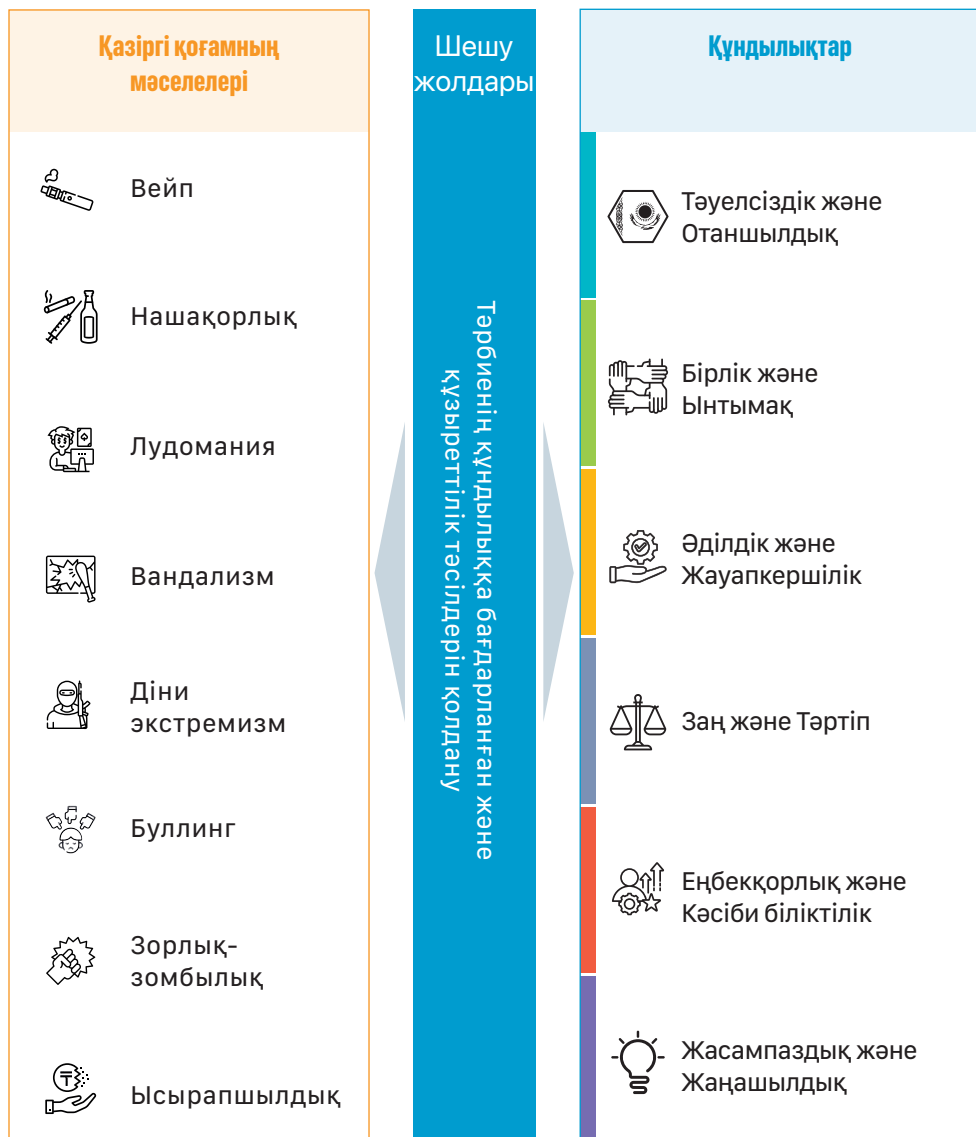 Қазіргі қоғамның
мәселелері
Вейп
Нашақорлық
Лудомания
Вандализм
Діни
экстремизм
Буллинг
Зорлық-
зомбылық
Ысырапшылдық
Шешу
жолдары
Тәрбиенің құндылыққа бағдарланған және
құзыреттілік тәсілдерін қолдану
Құндылықтар
Тәуелсіздік және
Отаншылдық
Бірлік және
Ынтымақ
Әділдік және
Жауапкершілік
Заң және Тәртіп
Еңбекқорлық және
Кәсіби біліктілік
Жасампаздық және
Жаңашылдық